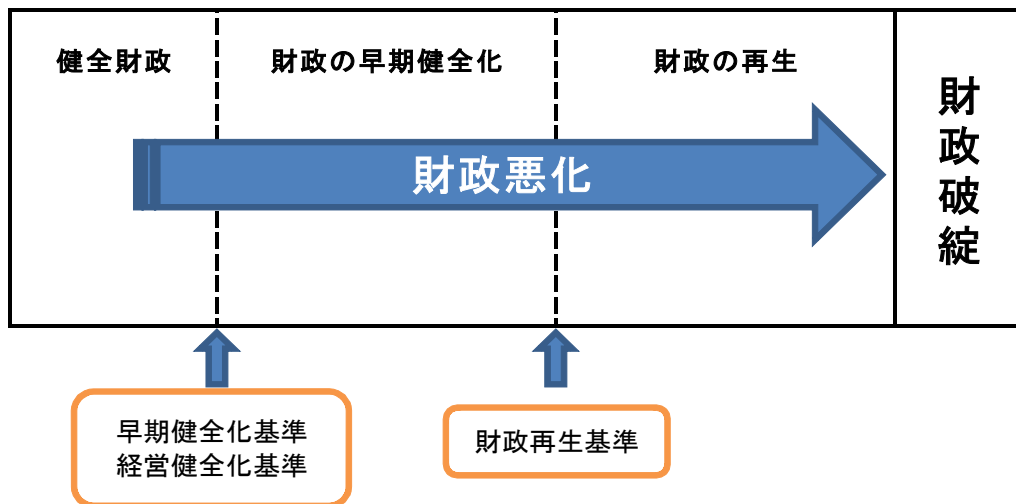 健全財政
財政の早期健全化
財政の再生
財政破綻
財政悪化
早期健全化基準
経営健全化基準
財政再生基準